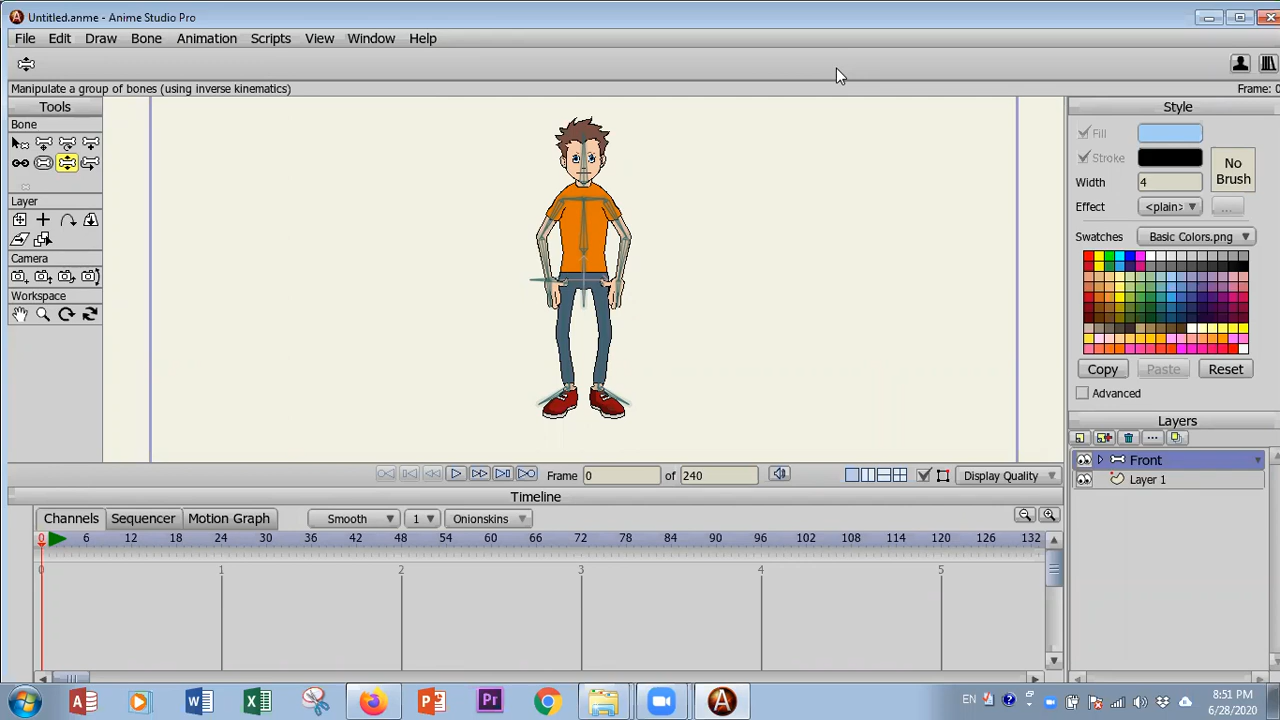 Untitled.anme - Anime Studio Pro
File Edit Draw Bone Animation Scripts View Window Help
Manipulate a group of bones (using inverse kinematics)
Frame: 0
Tools
Bone
Layer
Camera
Workspace
Style
Fill
Stroke
No
Brush
Width 4
Effect <plain> ...
Swatches Basic Colors.png
Copy Paste Reset
Advanced
Layers
Front
Layer 1
Frame 0 of 240 Display Quality
Timeline
Channels Sequencer Motion Graph Smooth 1 Onionskins
0 6 12 18 24 30 36 42 48 54 60 66 72 78 84 90 96 102 108 114 120 126 132
0 1 2 3 4 5
EN
8:51 PM
6/28/2020